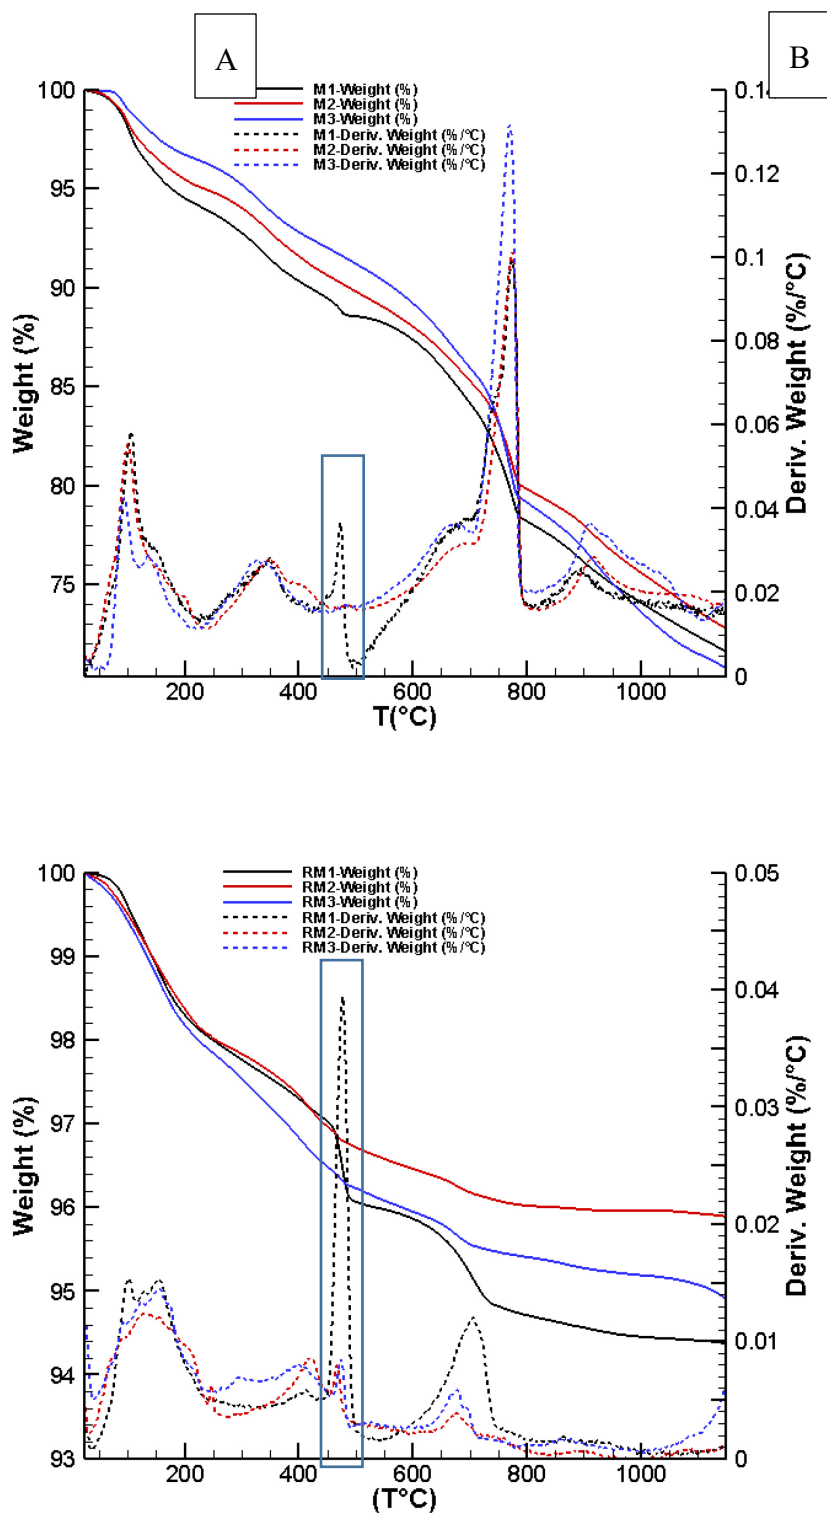 A
B
M1-Weight (%)
M2-Weight (%)
M3-Weight (%)
M1-Deriv. Weight (%/°C)
M2-Deriv. Weight (%/°C)
M3-Deriv. Weight (%/°C)
100
95
90
85
80
75
Weight (%)
0.14
0.12
0.1
0.08
0.06
0.04
0.02
0
Deriv. Weight (%/°C)
200
400
600
800
1000
T(°C)
RM1-Weight (%)
RM2-Weight (%)
RM3-Weight (%)
RM1-Deriv. Weight (%/°C)
RM2-Deriv. Weight (%/°C)
RM3-Deriv. Weight (%/°C)
100
99
98
97
96
95
94
93
Weight (%)
0.05
0.04
0.03
0.02
0.01
0
Deriv. Weight (%/°C)
200
400
600
800
1000
(T°C)